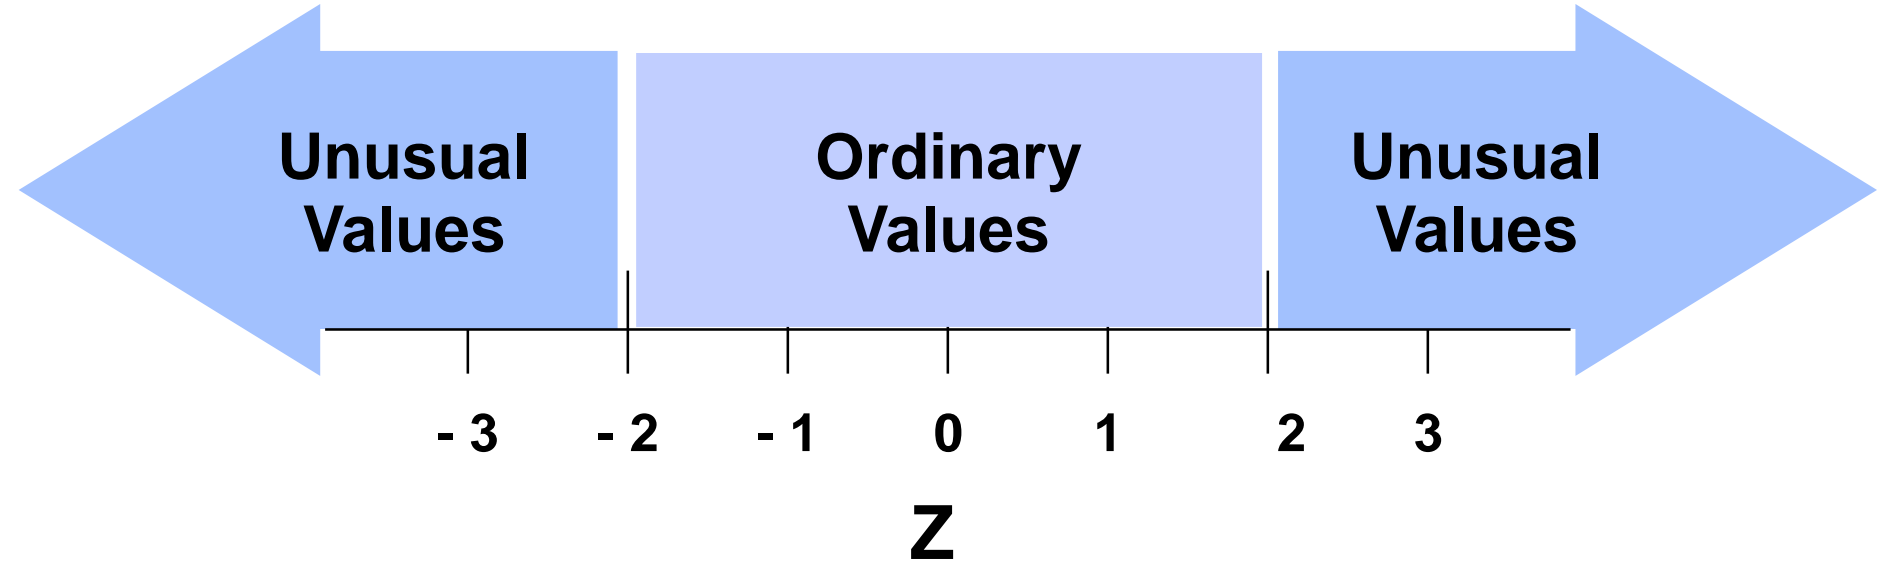 Unusual
Values
Ordinary
Values
Unusual
Values
- 3 - 2 - 1 0 1 2 3
Z